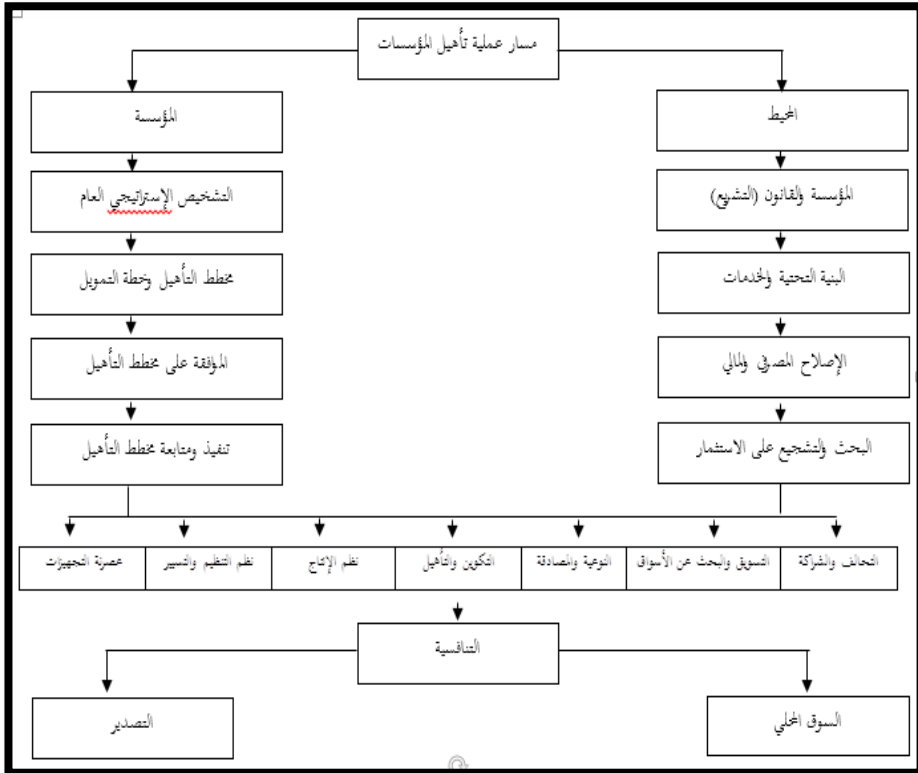 مسار عملية تأهيل المؤسسات
المحيط
المؤسسة
المؤسسة والقانون (التشريع)
التشخيص الإستراتيجي العام
البنية التحتية والخدمات
مخطط التأهيل وخطة التمويل
الإصلاح المصرفي والمالي
الموافقة على مخطط التأهيل
البحث والتشجيع على الاستثمار
تنفيذ ومتابعة مخطط التأهيل
التحالف والشراكة
التسويق والبحث عن الأسواق
النوعية والمصادقة
التكوين والتأهيل
نظم الإنتاج
نظم التنظيم والتسيير
عصرنة التجهيزات
التنافسية
السوق المحلي
التصدير